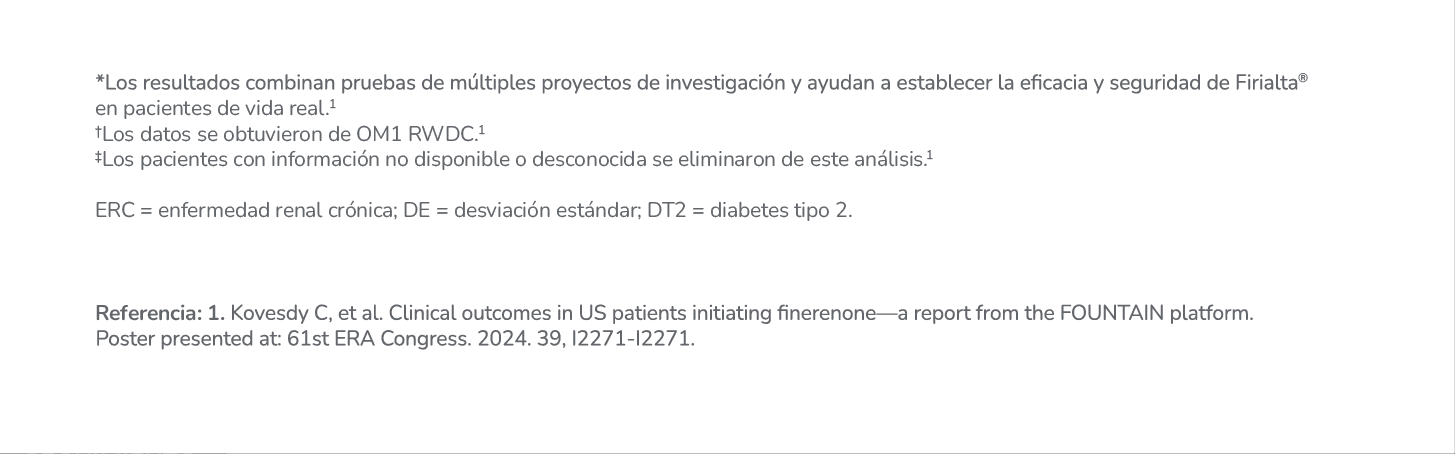 *Los resultados combinan pruebas de múltiples proyectos de investigación y ayudan a establecer la eficacia y seguridad de Firialta®
en pacientes de vida real.¹
†Los datos se obtuvieron de OM1 RWDC.¹
‡Los pacientes con información no disponible o desconocida se eliminaron de este análisis.¹
ERC = enfermedad renal crónica; DE = desviación estándar; DT2 = diabetes tipo 2.
Referencia: 1. Kovesdy C, et al. Clinical outcomes in US patients initiating finerenone—a report from the FOUNTAIN platform.
Poster presented at: 61st ERA Congress. 2024. 39, I2271-I2271.